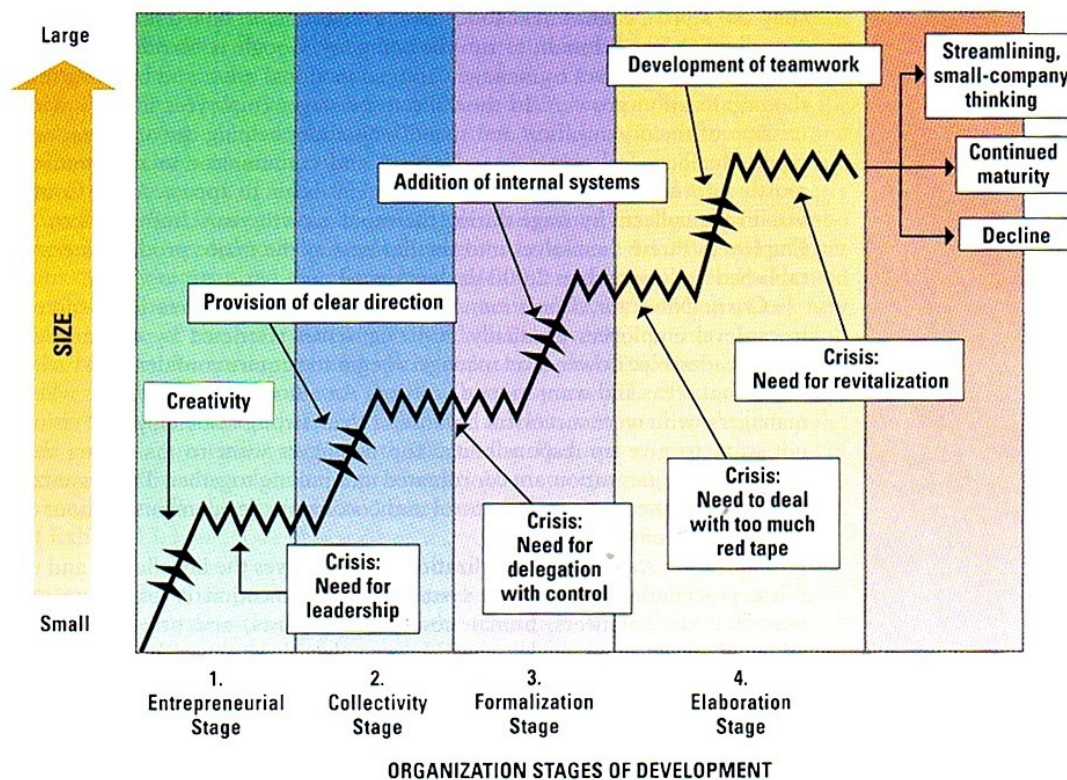 Large
SIZE
Small
Creativity
Provision of clear direction
Addition of internal systems
Development of teamwork
Streamlining,
small-company
thinking
Continued
maturity
Decline
Crisis:
Need for
leadership
Crisis:
Need for
delegation
with control
Crisis:
Need to deal
with too much
red tape
Crisis:
Need for revitalization
1.
Entrepreneurial
Stage
2.
Collectivity
Stage
3.
Formalization
Stage
4.
Elaboration
Stage
ORGANIZATION STAGES OF DEVELOPMENT